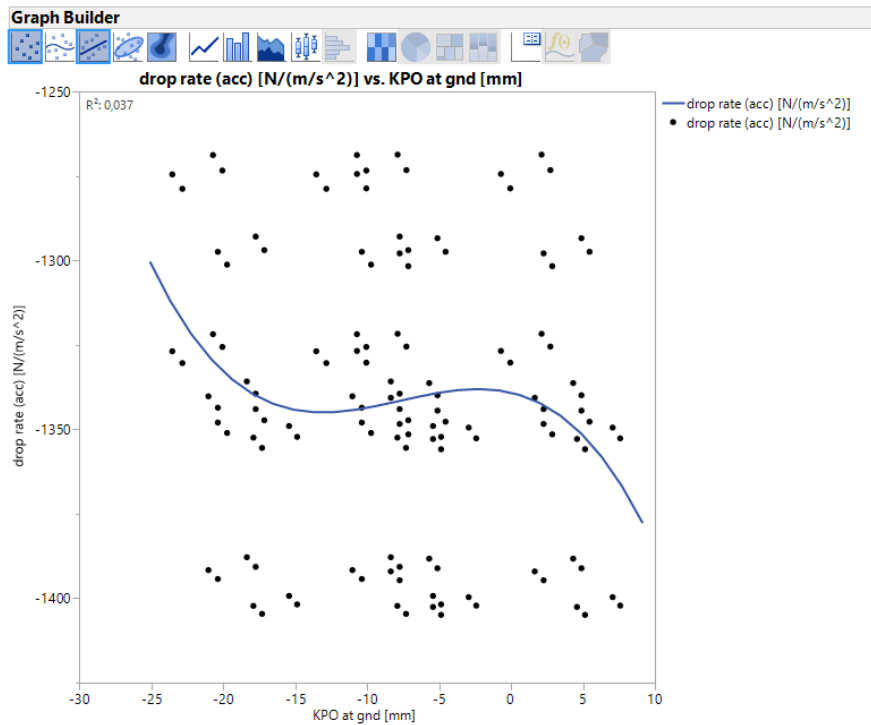 Graph Builder
drop rate (acc) [N/(m/s^2)] vs. KPO at gnd [mm]
R²: 0,037
drop rate (acc) [N/(m/s^2)]
drop rate (acc) [N/(m/s^2)]
-1250
-1300
-1350
-1400
drop rate (acc) [N/(m/s^2)]
-30
-25
-20
-15
-10
-5
0
5
10
KPO at gnd [mm]